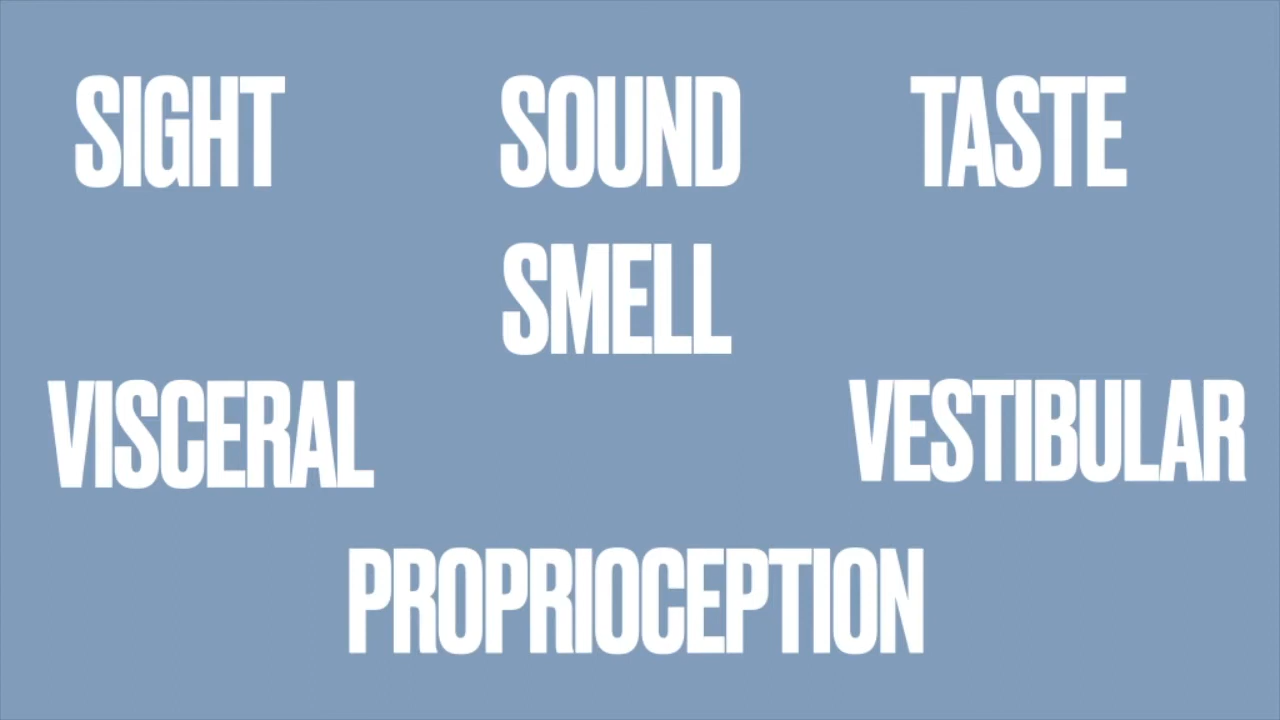 SIGHT SOUND TASTE
SMELL
VISCERAL VESTIBULAR
PROPRIOCEPTION